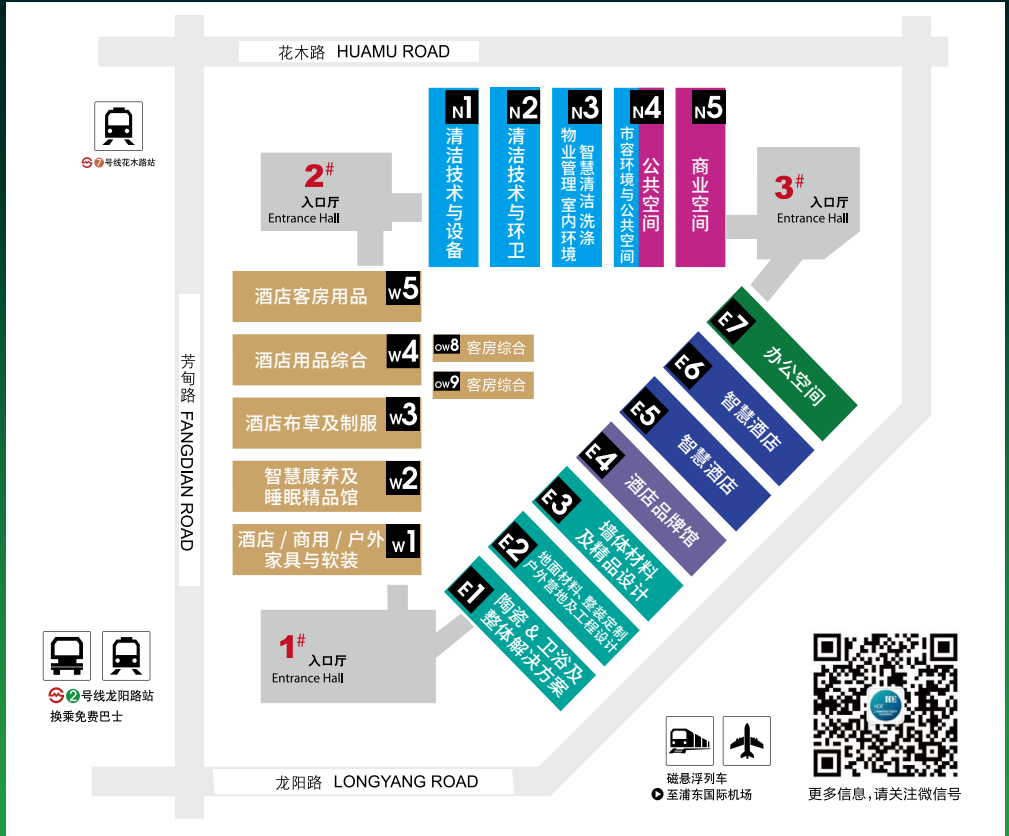 花木路 HUAMU ROAD
7号线花木路站
2#
入口厅
Entrance Hall
N1
清洁技术与设备
N2
清洁技术与环卫
N3
智慧清洁 洗涤
物业管理 室内环境
N4
市容环境与公共空间
公共空间
N5
商业空间
3#
入口厅
Entrance Hall
芳甸路 FANGDIAN ROAD
酒店客房用品 W5
酒店用品综合 W4
OW8 客房综合
OW9 客房综合
酒店布草及制服 W3
智慧康养及
睡眠精品馆
W2
酒店 / 商用 / 户外
家具与软装
W1
E7
办公空间
E6
智慧酒店
E5
智慧酒店
E4
酒店品牌馆
E3
墙体材料
及精品设计
E2
地面材料、整装定制
户外营地及工程设计
E1
陶瓷 & 卫浴及
整体解决方案
1#
入口厅
Entrance Hall
2号线龙阳路站
换乘免费巴士
龙阳路 LONGYANG ROAD
磁悬浮列车
至浦东国际机场
HE
更多信息,请关注微信号